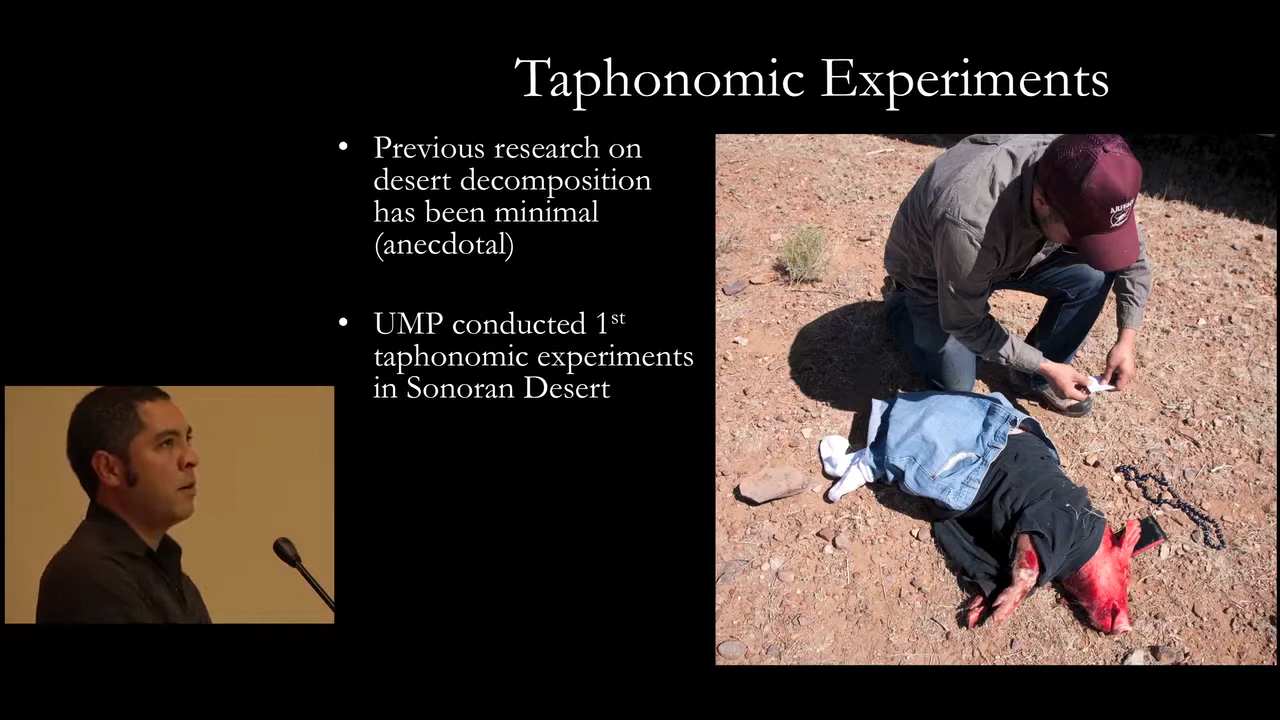 Taphonomic Experiments
• Previous research on
desert decomposition
has been minimal
(anecdotal)
• UMP conducted 1st
taphonomic experiments
in Sonoran Desert